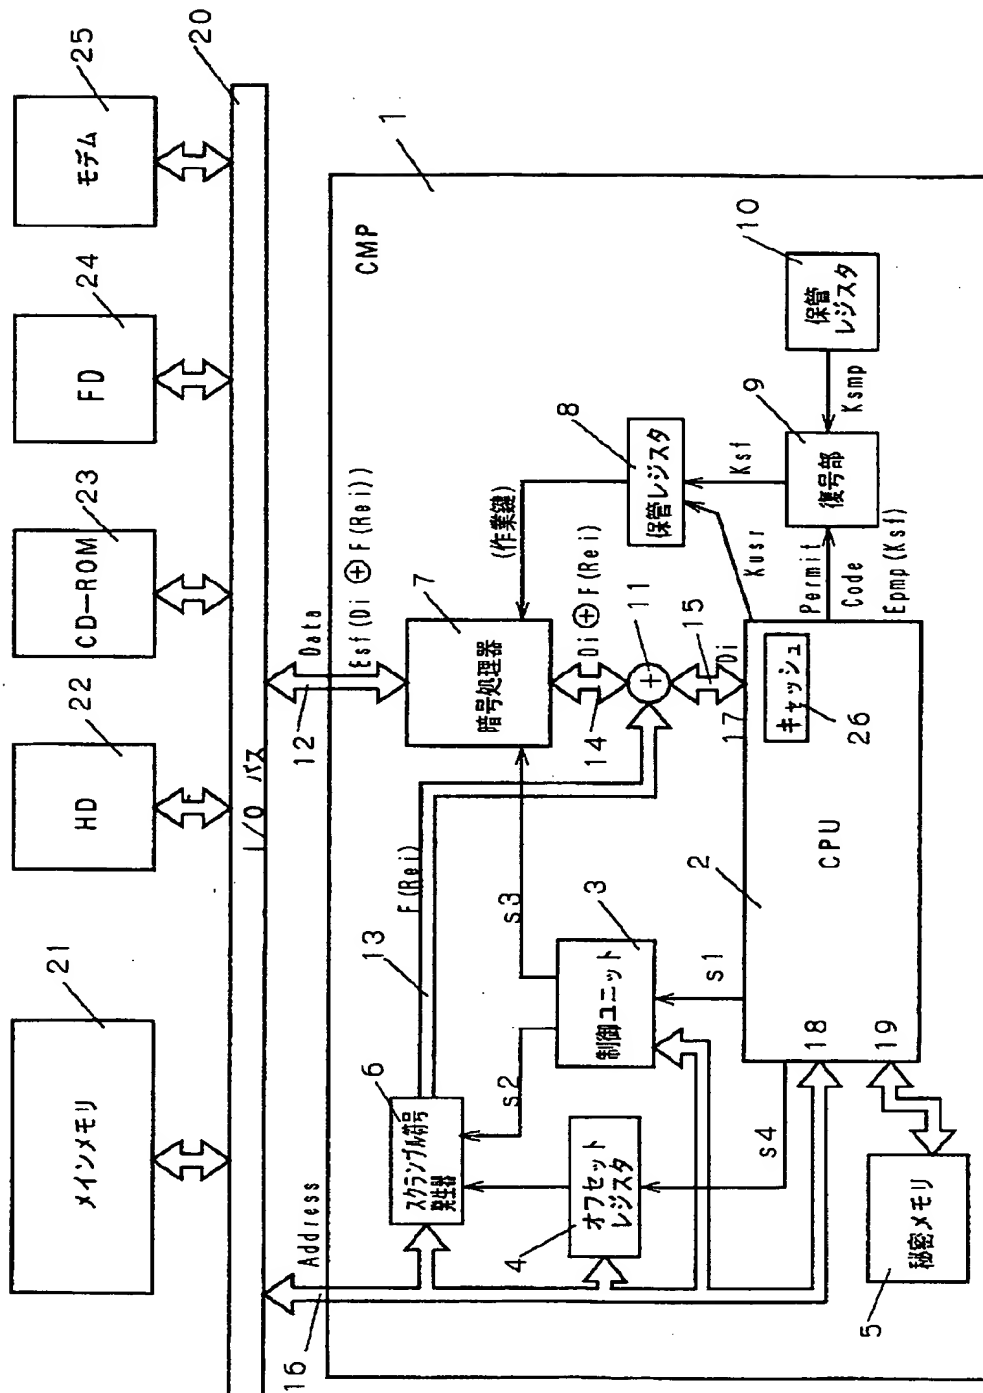 メインメモリ
21
HD
22
CD-ROM
23
FD
24
モデム
25
I/O バス
20
16
Address
12
Data
Esf(Di⊕F(Rei))
CMP
1
スクランブル符号
発生器
6
F(Rei)
13
暗号処理器
7
(作業鍵)
保管レジスタ
8
s2
s3
14
Di⊕F(Rei)
11
15
Di
オフセット
レジスタ
4
制御ユニット
3
s1
s4
Kusr
Ksf
復号部
9
Ksmp
保管
レジスタ
10
Permit
Code
Epmp(Ksf)
17
キャッシュ
26
CPU
2
18
19
秘密メモリ
5